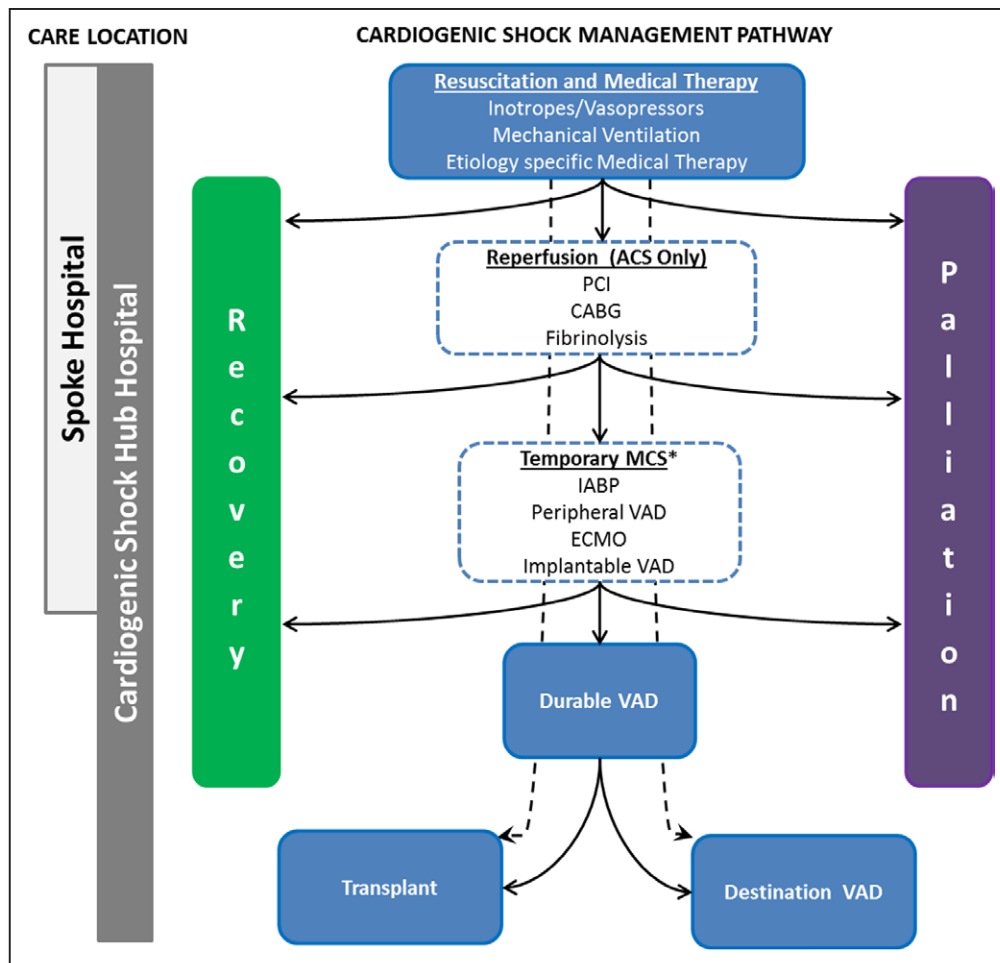 CARE LOCATION
CARDIOGENIC SHOCK MANAGEMENT PATHWAY
Spoke Hospital
Cardiogenic Shock Hub Hospital
Resuscitation and Medical Therapy
Inotropes/Vasopressors
Mechanical Ventilation
Etiology specific Medical Therapy
Recovery
Reperfusion (ACS Only)
PCI
CABG
Fibrinolysis
Temporary MCS*
IABP
Peripheral VAD
ECMO
Implantable VAD
Palliation
Durable VAD
Transplant
Destination VAD